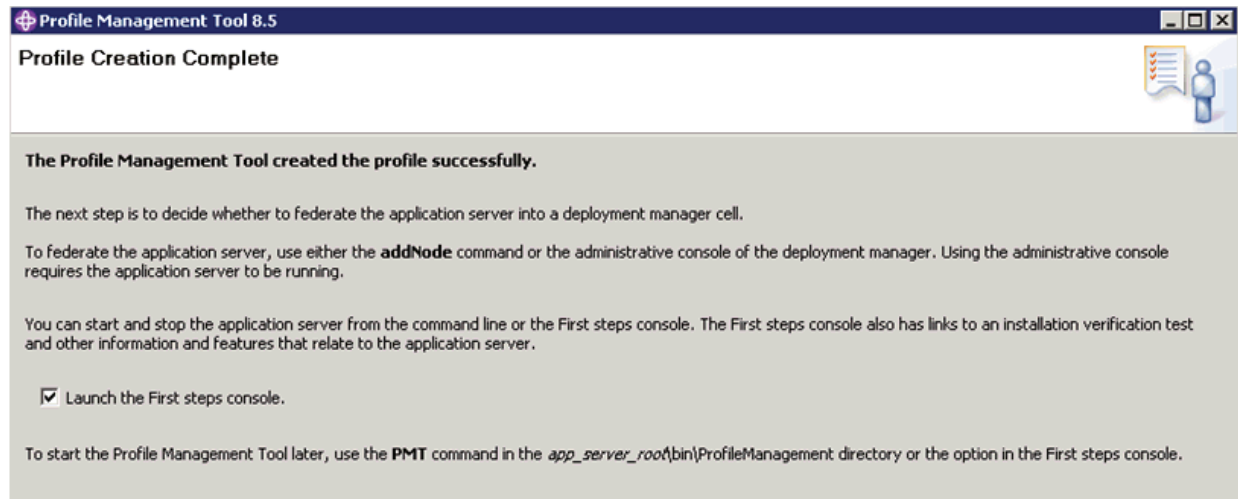 Profile Management Tool 8.5
Profile Creation Complete
The Profile Management Tool created the profile successfully.
The next step is to decide whether to federate the application server into a deployment manager cell.
To federate the application server, use either the addNode command or the administrative console of the deployment manager. Using the administrative console
requires the application server to be running.
You can start and stop the application server from the command line or the First steps console. The First steps console also has links to an installation verification test
and other information and features that relate to the application server.
Launch the First steps console.
To start the Profile Management Tool later, use the PMT command in the app_server_root\bin\ProfileManagement directory or the option in the First steps console.